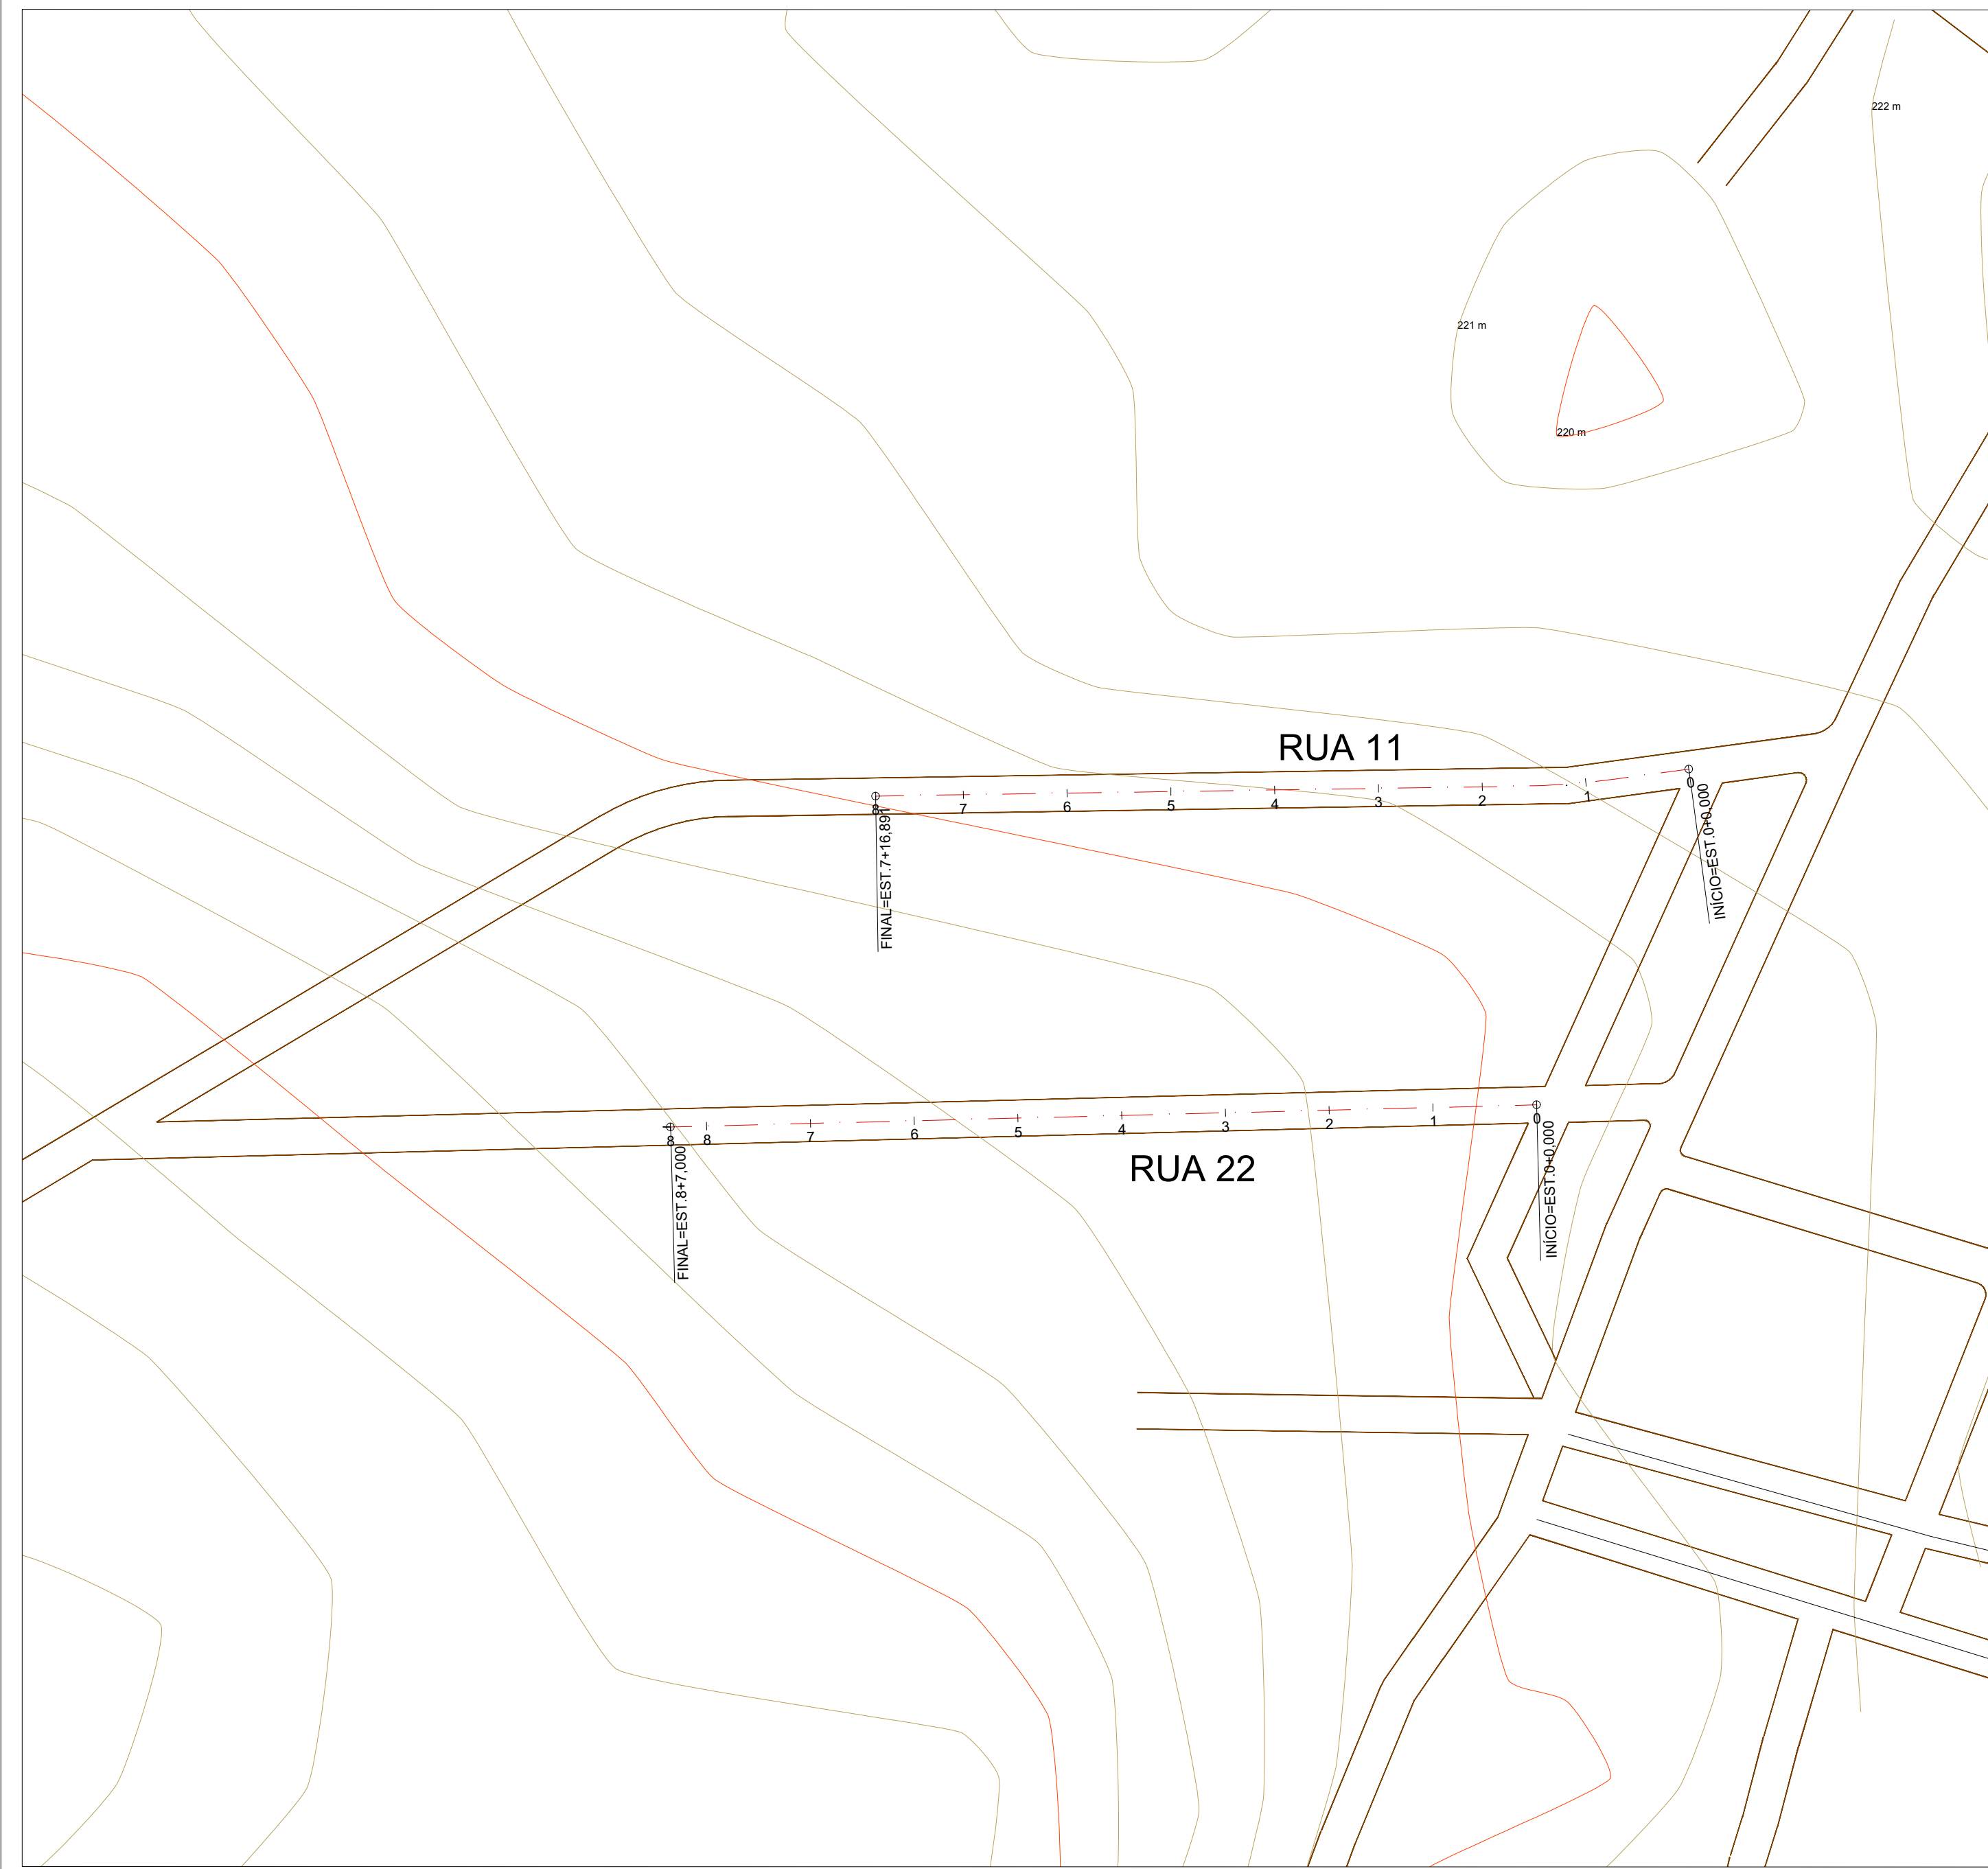 222 m
221 m
220 m
RUA 11
8
7
6
5
4
3
2
1
0
FINAL=EST.7+16,891
INÍCIO=EST.0+0,000
8
8
7
6
5
4
3
2
1
0
RUA 22
FINAL=EST.8+7,000
INÍCIO=EST.0+0,000